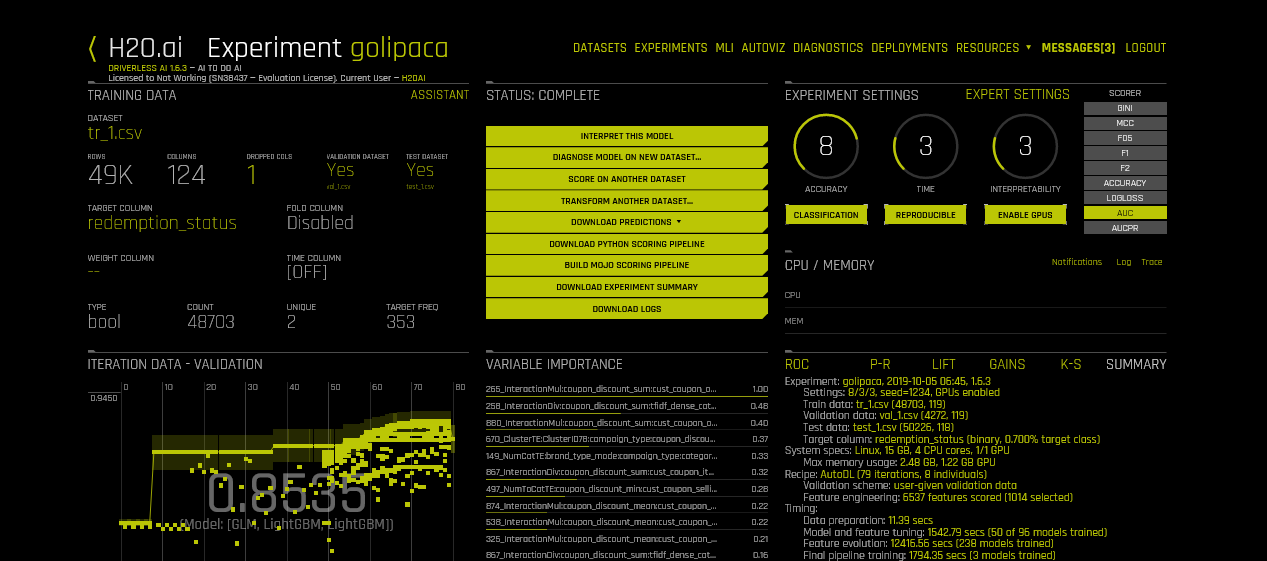 H2O.ai Experiment golipaca
DRIVERLESS AI 1.6.3 — AI TO DO AI
Licensed to Not Working (SN38437 — Evaluation License), Current User — H2OAI
DATASETS EXPERIMENTS MLI AUTOVIZ DIAGNOSTICS DEPLOYMENTS RESOURCES ▾ MESSAGES[3] LOGOUT
TRAINING DATA ASSISTANT
DATASET
tr_1.csv
ROWS COLUMNS DROPPED COLS VALIDATION DATASET TEST DATASET
49K 124 1 Yes Yes
val_1.csv test_1.csv
TARGET COLUMN FOLD COLUMN
redemption_status Disabled
WEIGHT COLUMN TIME COLUMN
-- [OFF]
TYPE COUNT UNIQUE TARGET FREQ
bool 48703 2 353
STATUS: COMPLETE
INTERPRET THIS MODEL
DIAGNOSE MODEL ON NEW DATASET...
SCORE ON ANOTHER DATASET
TRANSFORM ANOTHER DATASET...
DOWNLOAD PREDICTIONS ▾
DOWNLOAD PYTHON SCORING PIPELINE
BUILD MOJO SCORING PIPELINE
DOWNLOAD EXPERIMENT SUMMARY
DOWNLOAD LOGS
EXPERIMENT SETTINGS EXPERT SETTINGS
8 3 3
ACCURACY TIME INTERPRETABILITY
CLASSIFICATION REPRODUCIBLE ENABLE GPUS
SCORER
GINI
MCC
F05
F1
F2
ACCURACY
LOGLOSS
AUC
AUCPR
CPU / MEMORY Notifications Log Trace
CPU
MEM
ITERATION DATA - VALIDATION
0 10 20 30 40 50 60 70 80
0.9450
0.8535
(Model: [GLM, LightGBM, LightGBM])
VARIABLE IMPORTANCE
265_InteractionMul:coupon_discount_sum:cust_coupon_o... 1.00
258_InteractionDiv:coupon_discount_sum:tfidf_dense_cat... 0.48
880_InteractionMul:coupon_discount_sum:cust_coupon_o... 0.40
670_ClusterTE:ClusterID78:campaign_type:coupon_discou... 0.37
149_NumCatTE:brand_type_mode:campaign_type:categor... 0.33
867_InteractionDiv:coupon_discount_sum:cust_coupon_it... 0.32
497_NumToCatTE:coupon_discount_min:cust_coupon_selli... 0.28
874_InteractionMul:coupon_discount_mean:cust_coupon_... 0.22
538_InteractionMul:coupon_discount_mean:cust_coupon_... 0.22
325_InteractionMul:coupon_discount_mean:cust_coupon_... 0.21
867_InteractionDiv:coupon_discount_sum:tfidf_dense_cat... 0.16
ROC P-R LIFT GAINS K-S SUMMARY
Experiment: golipaca, 2019-10-05 06:45, 1.6.3
Settings: 8/3/3, seed=1234, GPUs enabled
Train data: tr_1.csv (48703, 119)
Validation data: val_1.csv (4272, 119)
Test data: test_1.csv (50226, 118)
Target column: redemption_status (binary, 0.700% target class)
System specs: Linux, 15 GB, 4 CPU cores, 1/1 GPU
Max memory usage: 2.48 GB, 1.22 GB GPU
Recipe: AutoDL (79 iterations, 8 individuals)
Validation scheme: user-given validation data
Feature engineering: 6537 features scored (1014 selected)
Timing:
Data preparation: 11.39 secs
Model and feature tuning: 1542.79 secs (50 of 96 models trained)
Feature evolution: 12416.56 secs (238 models trained)
Final pipeline training: 1794.35 secs (3 models trained)